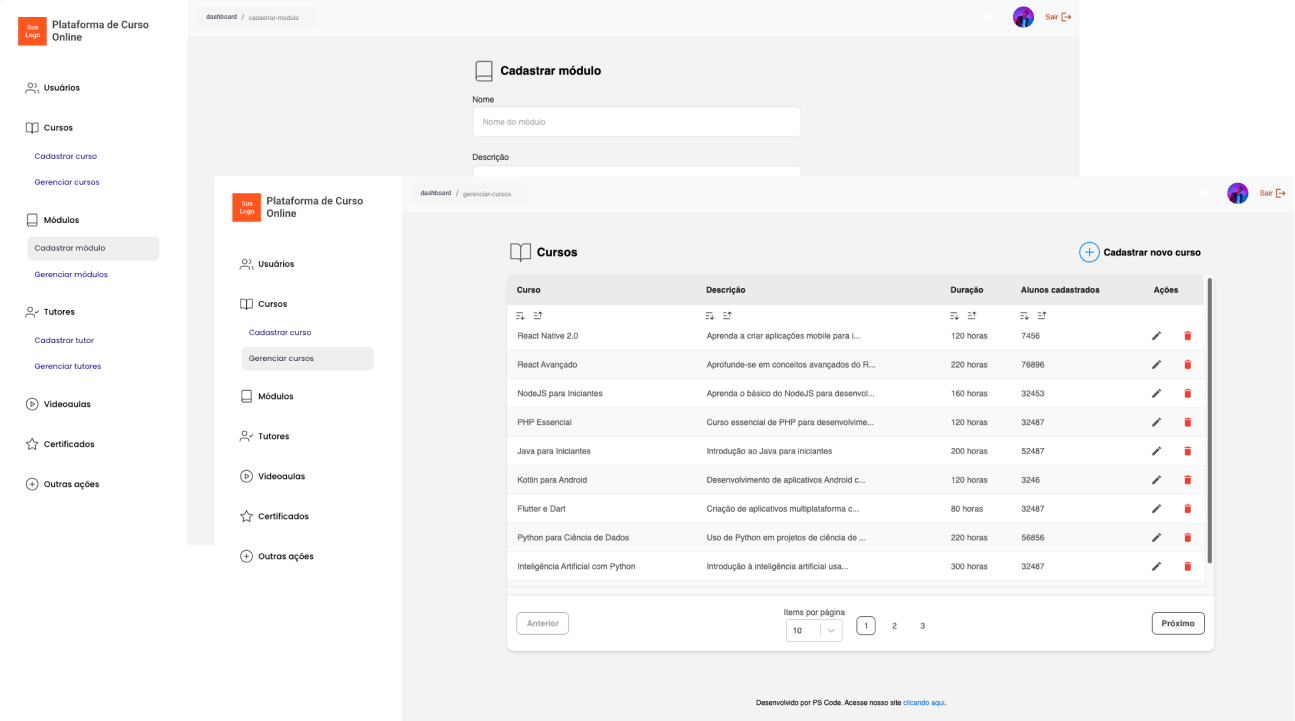 Sua
Logo
Plataforma de Curso
Online
Usuários
Cursos
Cadastrar curso
Gerenciar cursos
Módulos
Cadastrar módulo
Gerenciar módulos
Tutores
Cadastrar tutor
Gerenciar tutores
Videoaulas
Certificados
Outras ações
dashboard / cadastrar-modulo
Sair
Cadastrar módulo
Nome
Nome do módulo
Descrição
Sua
Logo
Plataforma de Curso
Online
Usuários
Cursos
Cadastrar curso
Gerenciar cursos
Módulos
Tutores
Videoaulas
Certificados
Outras ações
dashboard / gerenciar-cursos
Sair
Cursos
Cadastrar novo curso
Curso Descrição Duração Alunos cadastrados Ações
React Native 2.0 Aprenda a criar aplicações mobile para i... 120 horas 7456
React Avançado Aprofunde-se em conceitos avançados do R... 220 horas 76896
NodeJS para Iniciantes Aprenda o básico do NodeJS para desenvol... 160 horas 32453
PHP Essencial Curso essencial de PHP para desenvolvime... 120 horas 32487
Java para Iniciantes Introdução ao Java para iniciantes 200 horas 52487
Kotlin para Android Desenvolvimento de aplicativos Android c... 120 horas 3246
Flutter e Dart Criação de aplicativos multiplataforma c... 80 horas 32487
Python para Ciência de Dados Uso de Python em projetos de ciência de ... 220 horas 56856
Inteligência Artificial com Python Introdução à inteligência artificial usa... 300 horas 32487
Anterior
Items por página
10
1 2 3
Próximo
Desenvolvido por PS Code. Acesse nosso site clicando aqui.